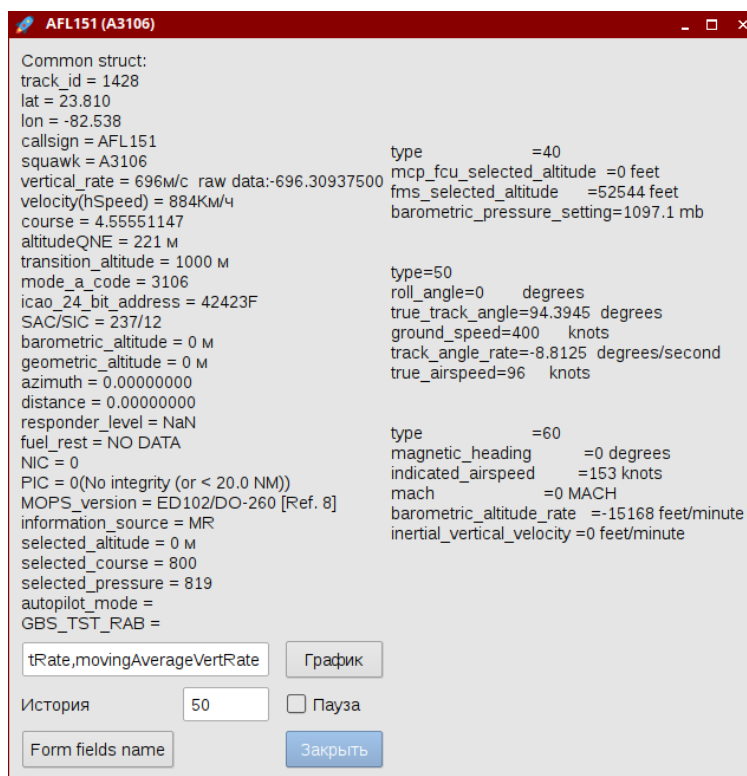 AFL151 (A3106)
Common struct:
track_id = 1428
lat = 23.810
lon = -82.538
callsign = AFL151
squawk = A3106
vertical_rate = 696м/с raw data:-696.30937500
velocity(hSpeed) = 884Км/ч
course = 4.55551147
altitudeQNE = 221 м
transition_altitude = 1000 м
mode_a_code = 3106
icao_24_bit_address = 42423F
SAC/SIC = 237/12
barometric_altitude = 0 м
geometric_altitude = 0 м
azimuth = 0.00000000
distance = 0.00000000
responder_level = NaN
fuel_rest = NO DATA
NIC = 0
PIC = 0(No integrity (or < 20.0 NM))
MOPS_version = ED102/DO-260 [Ref. 8]
information_source = MR
selected_altitude = 0 м
selected_course = 800
selected_pressure = 819
autopilot_mode =
GBS_TST_RAB =
type =40
mcp_fcu_selected_altitude =0 feet
fms_selected_altitude =52544 feet
barometric_pressure_setting=1097.1 mb
type=50
roll_angle=0 degrees
true_track_angle=94.3945 degrees
ground_speed=400 knots
track_angle_rate=-8.8125 degrees/second
true_airspeed=96 knots
type =60
magnetic_heading =0 degrees
indicated_airspeed =153 knots
mach =0 MACH
barometric_altitude_rate =-15168 feet/minute
inertial_vertical_velocity =0 feet/minute
tRate,movingAverageVertRate График
История 50 Пауза
Form fields name Закрыть